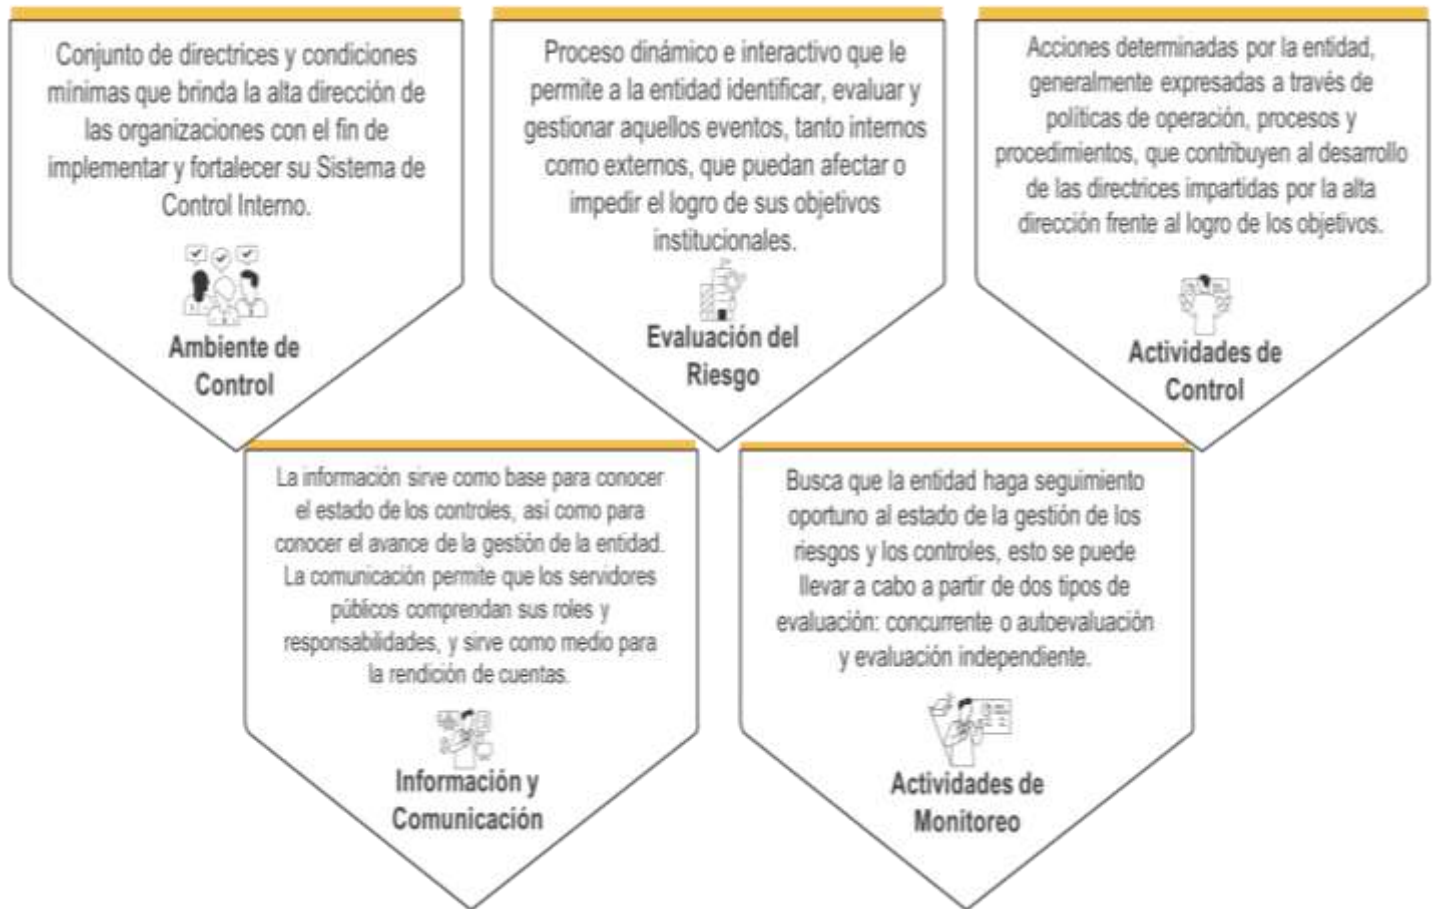 Conjunto de directrices y condiciones
mínimas que brinda la alta dirección de
las organizaciones con el fin de
implementar y fortalecer su Sistema de
Control Interno.
Ambiente de
Control
Proceso dinámico e interactivo que le
permite a la entidad identificar, evaluar y
gestionar aquellos eventos, tanto internos
como externos, que puedan afectar o
impedir el logro de sus objetivos
institucionales.
Evaluación del
Riesgo
Acciones determinadas por la entidad,
generalmente expresadas a través de
políticas de operación, procesos y
procedimientos, que contribuyen al desarrollo
de las directrices impartidas por la alta
dirección frente al logro de los objetivos.
Actividades de
Control
La información sirve como base para conocer
el estado de los controles, así como para
conocer el avance de la gestión de la entidad.
La comunicación permite que los servidores
públicos comprendan sus roles y
responsabilidades, y sirve como medio para
la rendición de cuentas.
Información y
Comunicación
Busca que la entidad haga seguimiento
oportuno al estado de la gestión de los
riesgos y los controles, esto se puede
llevar a cabo a partir de dos tipos de
evaluación: concurrente o autoevaluación
y evaluación independiente.
Actividades de
Monitoreo